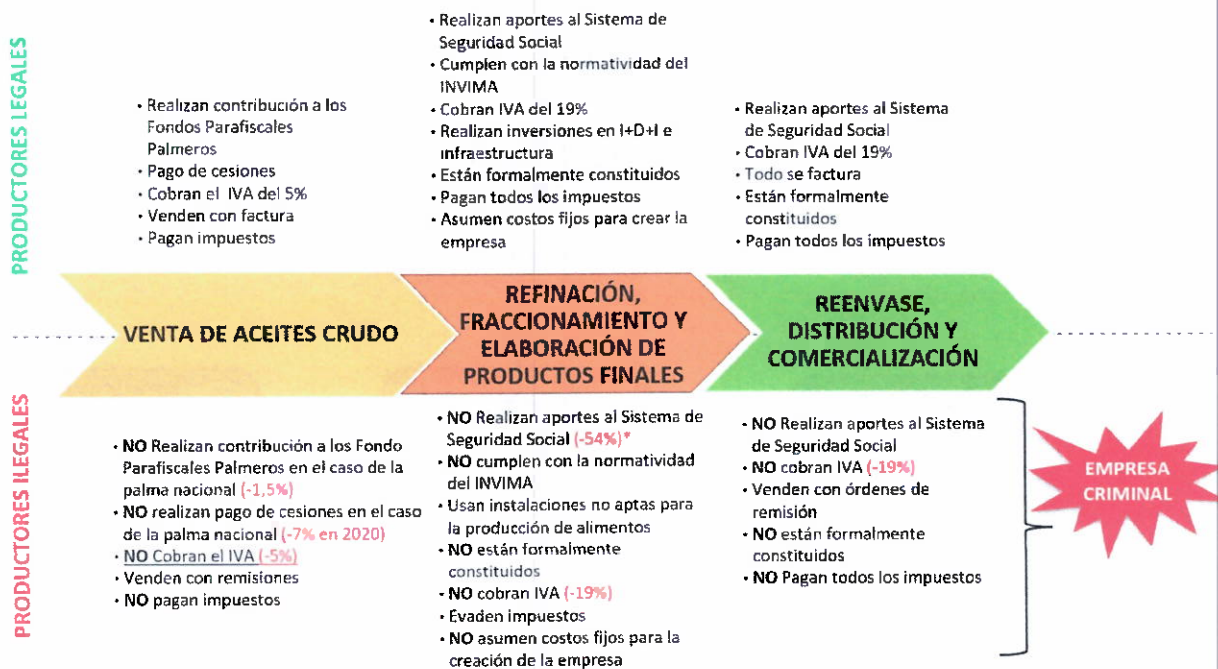 PRODUCTORES LEGALES
• Realizan contribución a los
Fondos Parafiscales
Palmeros
• Pago de cesiones
• Cobran el IVA del 5%
• Venden con factura
• Pagan impuestos
• Realizan aportes al Sistema de
Seguridad Social
• Cumplen con la normatividad del
INVIMA
• Cobran IVA del 19%
• Realizan inversiones en I+D+I e
infraestructura
• Están formalmente constituidos
• Pagan todos los impuestos
• Asumen costos fijos para crear la
empresa
• Realizan aportes al Sistema
de Seguridad Social
• Cobran IVA del 19%
• Todo se factura
• Están formalmente
constituidos
• Pagan todos los impuestos
VENTA DE ACEITES CRUDO
REFINACIÓN,
FRACCIONAMIENTO Y
ELABORACIÓN DE
PRODUCTOS FINALES
REENVASE,
DISTRIBUCIÓN Y
COMERCIALIZACIÓN
PRODUCTORES ILEGALES
• NO Realizan contribución a los Fondo
Parafiscales Palmeros en el caso de la
palma nacional (-1,5%)
• NO realizan pago de cesiones en el caso
de la palma nacional (-7% en 2020)
• NO Cobran el IVA (-5%)
• Venden con remisiones
• NO pagan impuestos
• NO Realizan aportes al Sistema de
Seguridad Social (-54%)*
• NO cumplen con la normatividad
del INVIMA
• Usan instalaciones no aptas para
la producción de alimentos
• NO están formalmente
constituidos
• NO cobran IVA (-19%)
• Evaden impuestos
• NO asumen costos fijos para la
creación de la empresa
• NO Realizan aportes al Sistema
de Seguridad Social
• NO cobran IVA (-19%)
• Venden con órdenes de
remisión
• NO están formalmente
constituidos
• NO Pagan todos los impuestos
EMPRESA
CRIMINAL